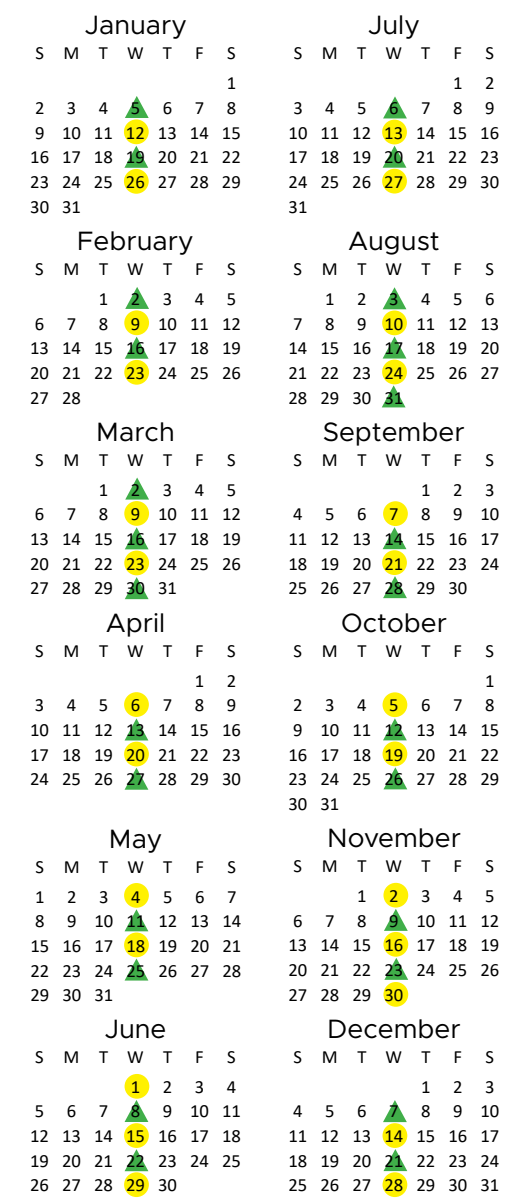 January
S M T W T F S
1
2 3 4 5 6 7 8
9 10 11 12 13 14 15
16 17 18 19 20 21 22
23 24 25 26 27 28 29
30 31
February
S M T W T F S
1 2 3 4 5
6 7 8 9 10 11 12
13 14 15 16 17 18 19
20 21 22 23 24 25 26
27 28
March
S M T W T F S
1 2 3 4 5
6 7 8 9 10 11 12
13 14 15 16 17 18 19
20 21 22 23 24 25 26
27 28 29 30 31
April
S M T W T F S
1 2
3 4 5 6 7 8 9
10 11 12 13 14 15 16
17 18 19 20 21 22 23
24 25 26 27 28 29 30
May
S M T W T F S
1 2 3 4 5 6 7
8 9 10 11 12 13 14
15 16 17 18 19 20 21
22 23 24 25 26 27 28
29 30 31
June
S M T W T F S
1 2 3 4
5 6 7 8 9 10 11
12 13 14 15 16 17 18
19 20 21 22 23 24 25
26 27 28 29 30
July
S M T W T F S
1 2
3 4 5 6 7 8 9
10 11 12 13 14 15 16
17 18 19 20 21 22 23
24 25 26 27 28 29 30
31
August
S M T W T F S
1 2 3 4 5 6
7 8 9 10 11 12 13
14 15 16 17 18 19 20
21 22 23 24 25 26 27
28 29 30 31
September
S M T W T F S
1 2 3
4 5 6 7 8 9 10
11 12 13 14 15 16 17
18 19 20 21 22 23 24
25 26 27 28 29 30
October
S M T W T F S
1
2 3 4 5 6 7 8
9 10 11 12 13 14 15
16 17 18 19 20 21 22
23 24 25 26 27 28 29
30 31
November
S M T W T F S
1 2 3 4 5
6 7 8 9 10 11 12
13 14 15 16 17 18 19
20 21 22 23 24 25 26
27 28 29 30
December
S M T W T F S
1 2 3
4 5 6 7 8 9 10
11 12 13 14 15 16 17
18 19 20 21 22 23 24
25 26 27 28 29 30 31